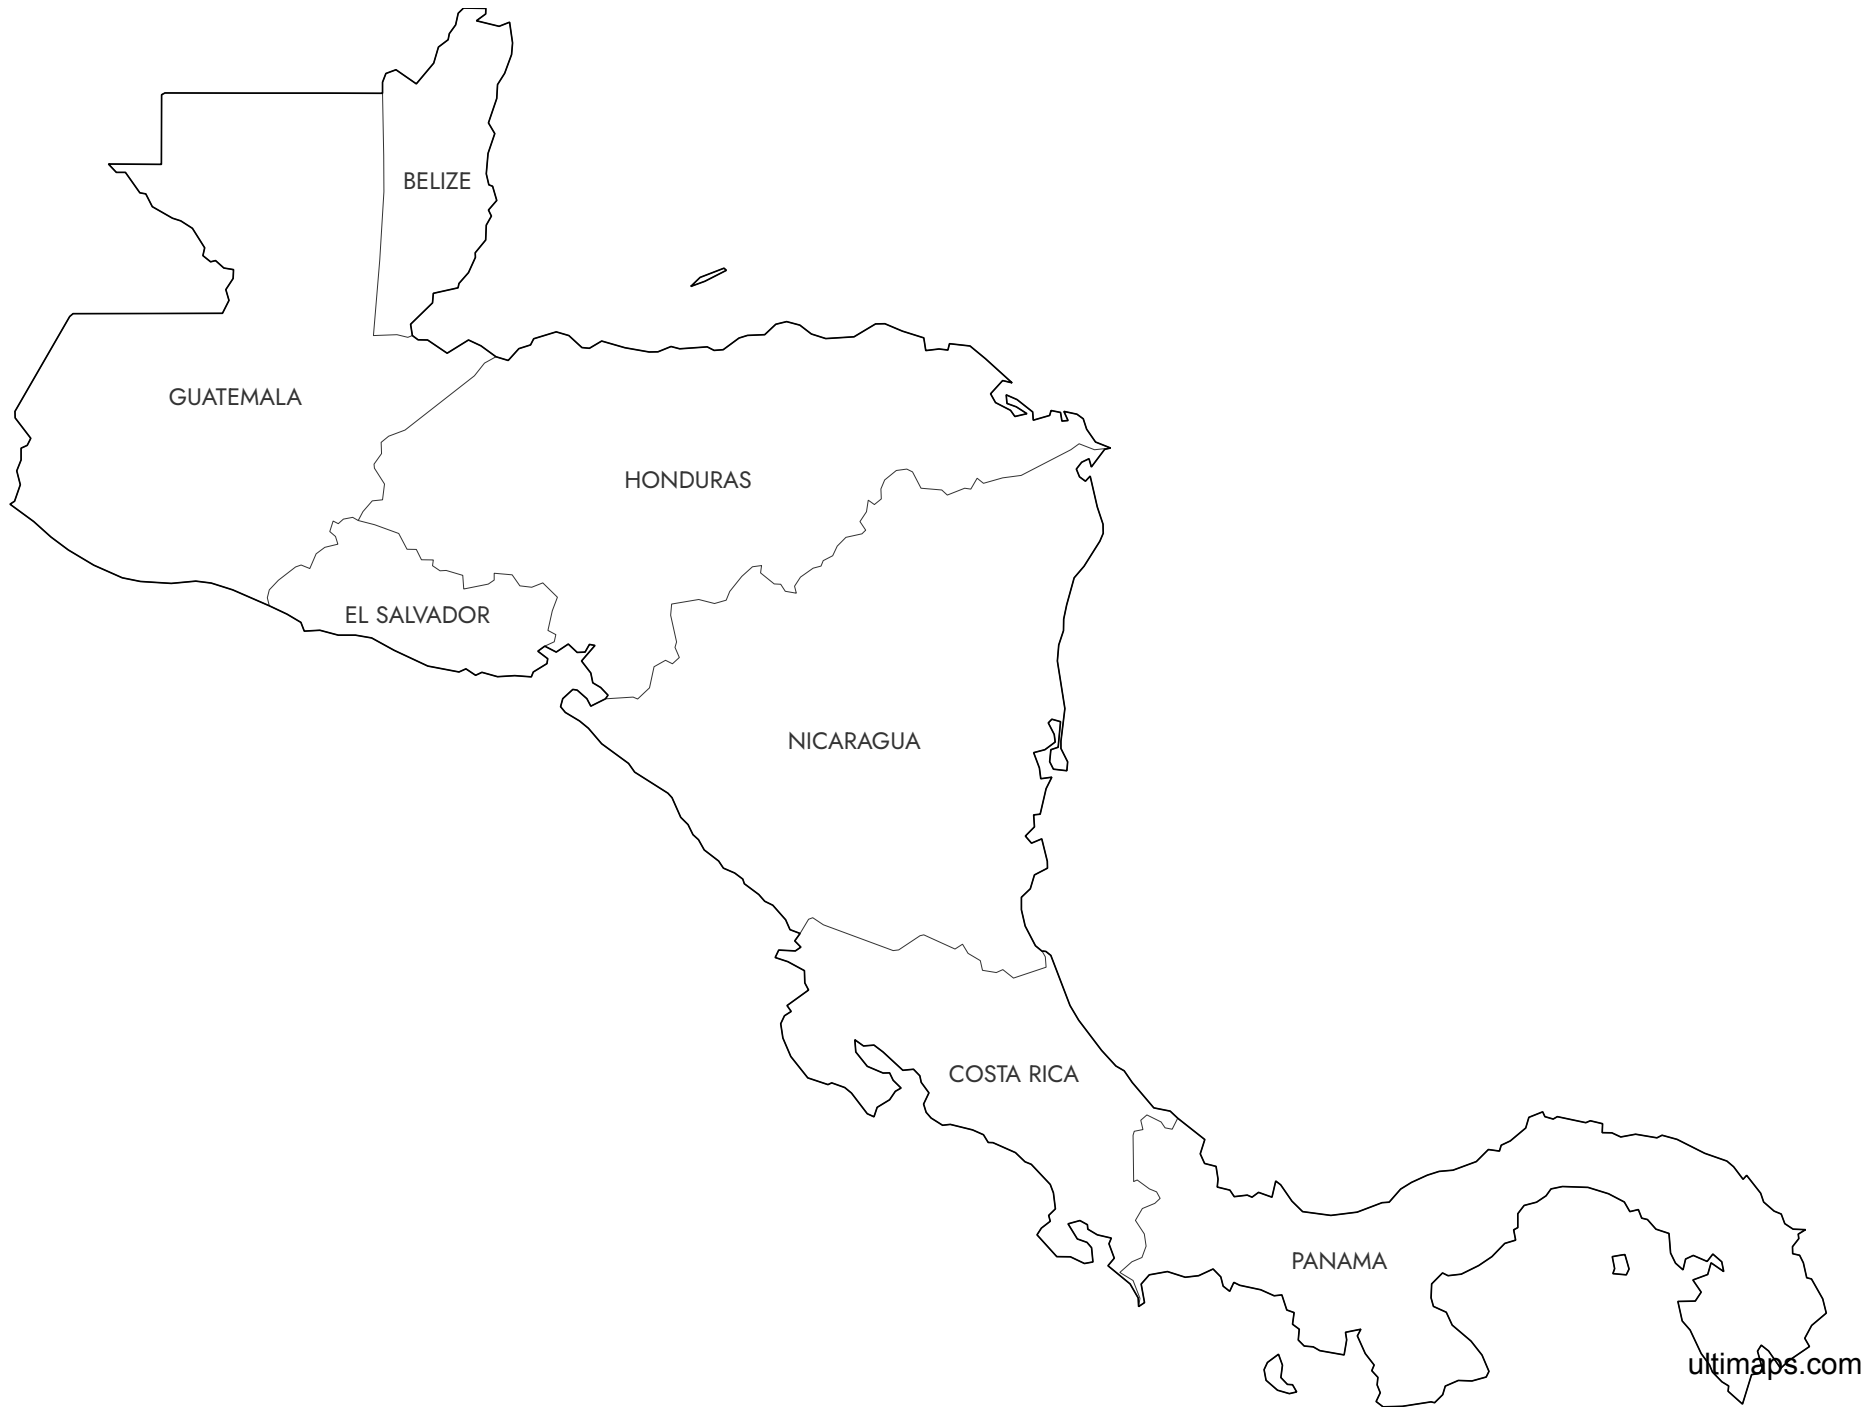 BELIZE
GUATEMALA
HONDURAS
EL SALVADOR
NICARAGUA
COSTA RICA
PANAMA
ultimaps.com